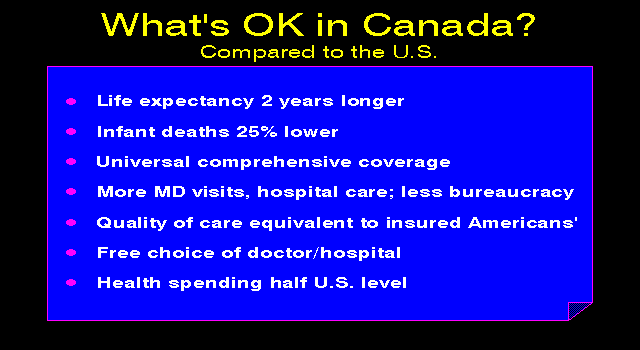 What's OK in Canada?
Compared to the U.S.
Life expectancy 2 years longer
Infant deaths 25% lower
Universal comprehensive coverage
More MD visits, hospital care; less bureaucracy
Quality of care equivalent to insured Americans'
Free choice of doctor/hospital
Health spending half U.S. level